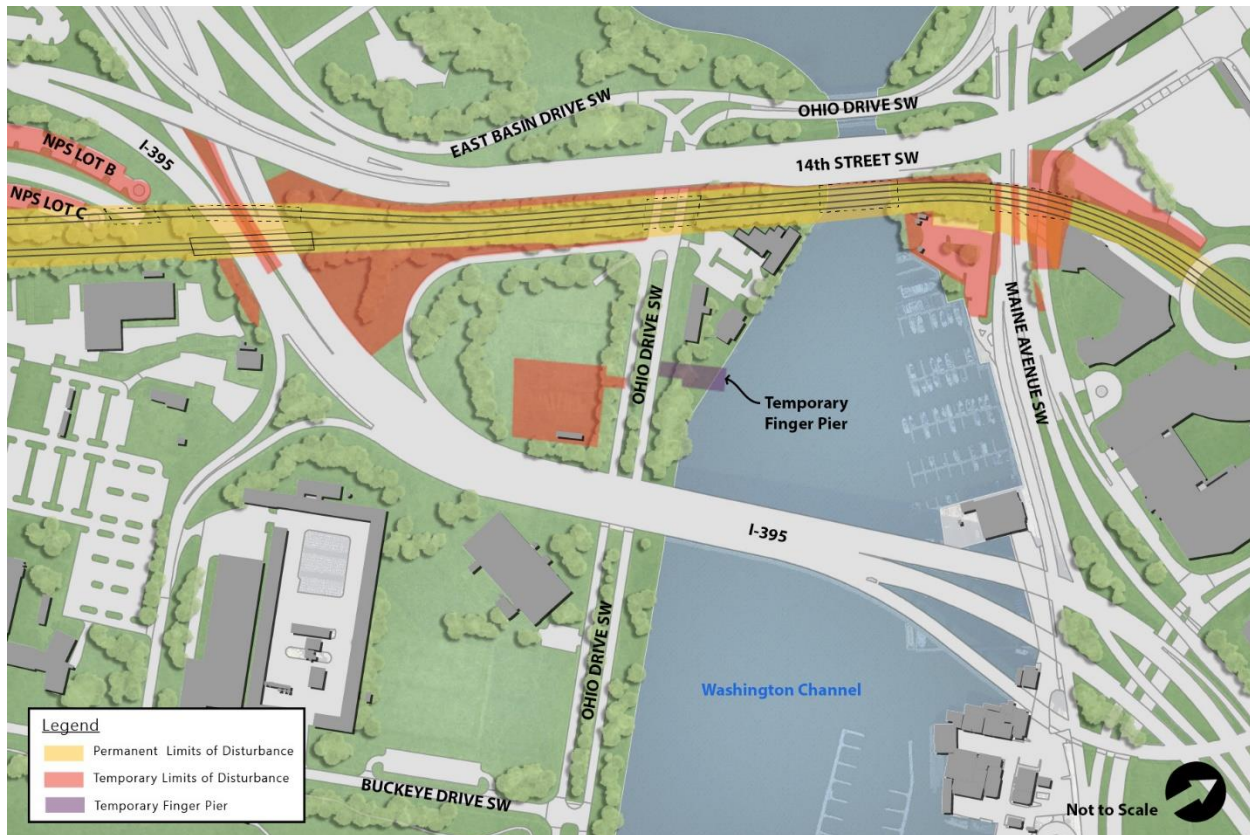 OHIO DRIVE SW
EAST BASIN DRIVE SW
14th STREET SW
I-395
NPS LOT B
NPS LOT C
OHIO DRIVE SW
MAINE AVENUE SW
Temporary
Finger Pier
I-395
OHIO DRIVE SW
Washington Channel
BUCKEYE DRIVE SW
Legend
Permanent Limits of Disturbance
Temporary Limits of Disturbance
Temporary Finger Pier
Not to Scale